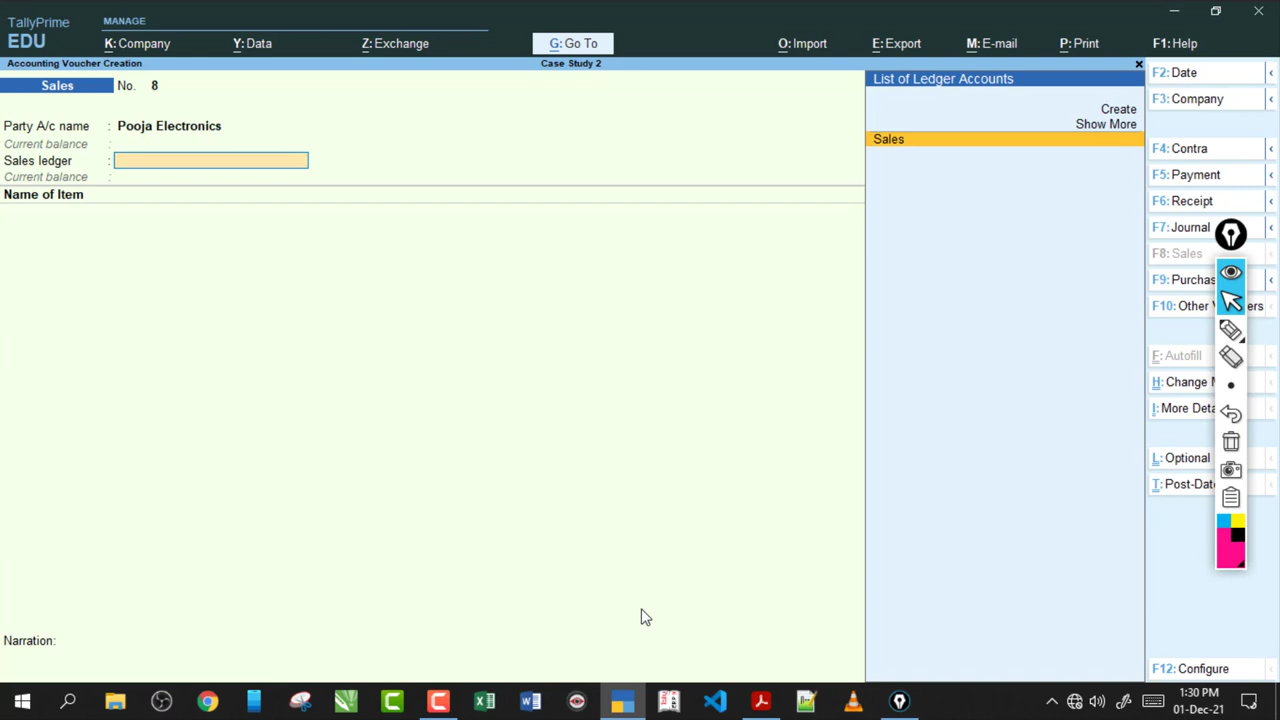 TallyPrime
EDU
MANAGE
K: Company
Y: Data
Z: Exchange
G: Go To
O: Import
E: Export
M: E-mail
P: Print
F1: Help
Accounting Voucher Creation
Case Study 2
Sales No. 8
Party A/c name : Pooja Electronics
Current balance :
Sales ledger :
Current balance :
Name of Item
Narration:
List of Ledger Accounts
Create
Show More
Sales
F2: Date
F3: Company
F4: Contra
F5: Payment
F6: Receipt
F7: Journal
F8: Sales
F9: Purchas
F10: Other ers
F: Autofill
H: Change
I: More Deta
L: Optional
T: Post-Dat
F12: Configure
1:30 PM
01-Dec-21